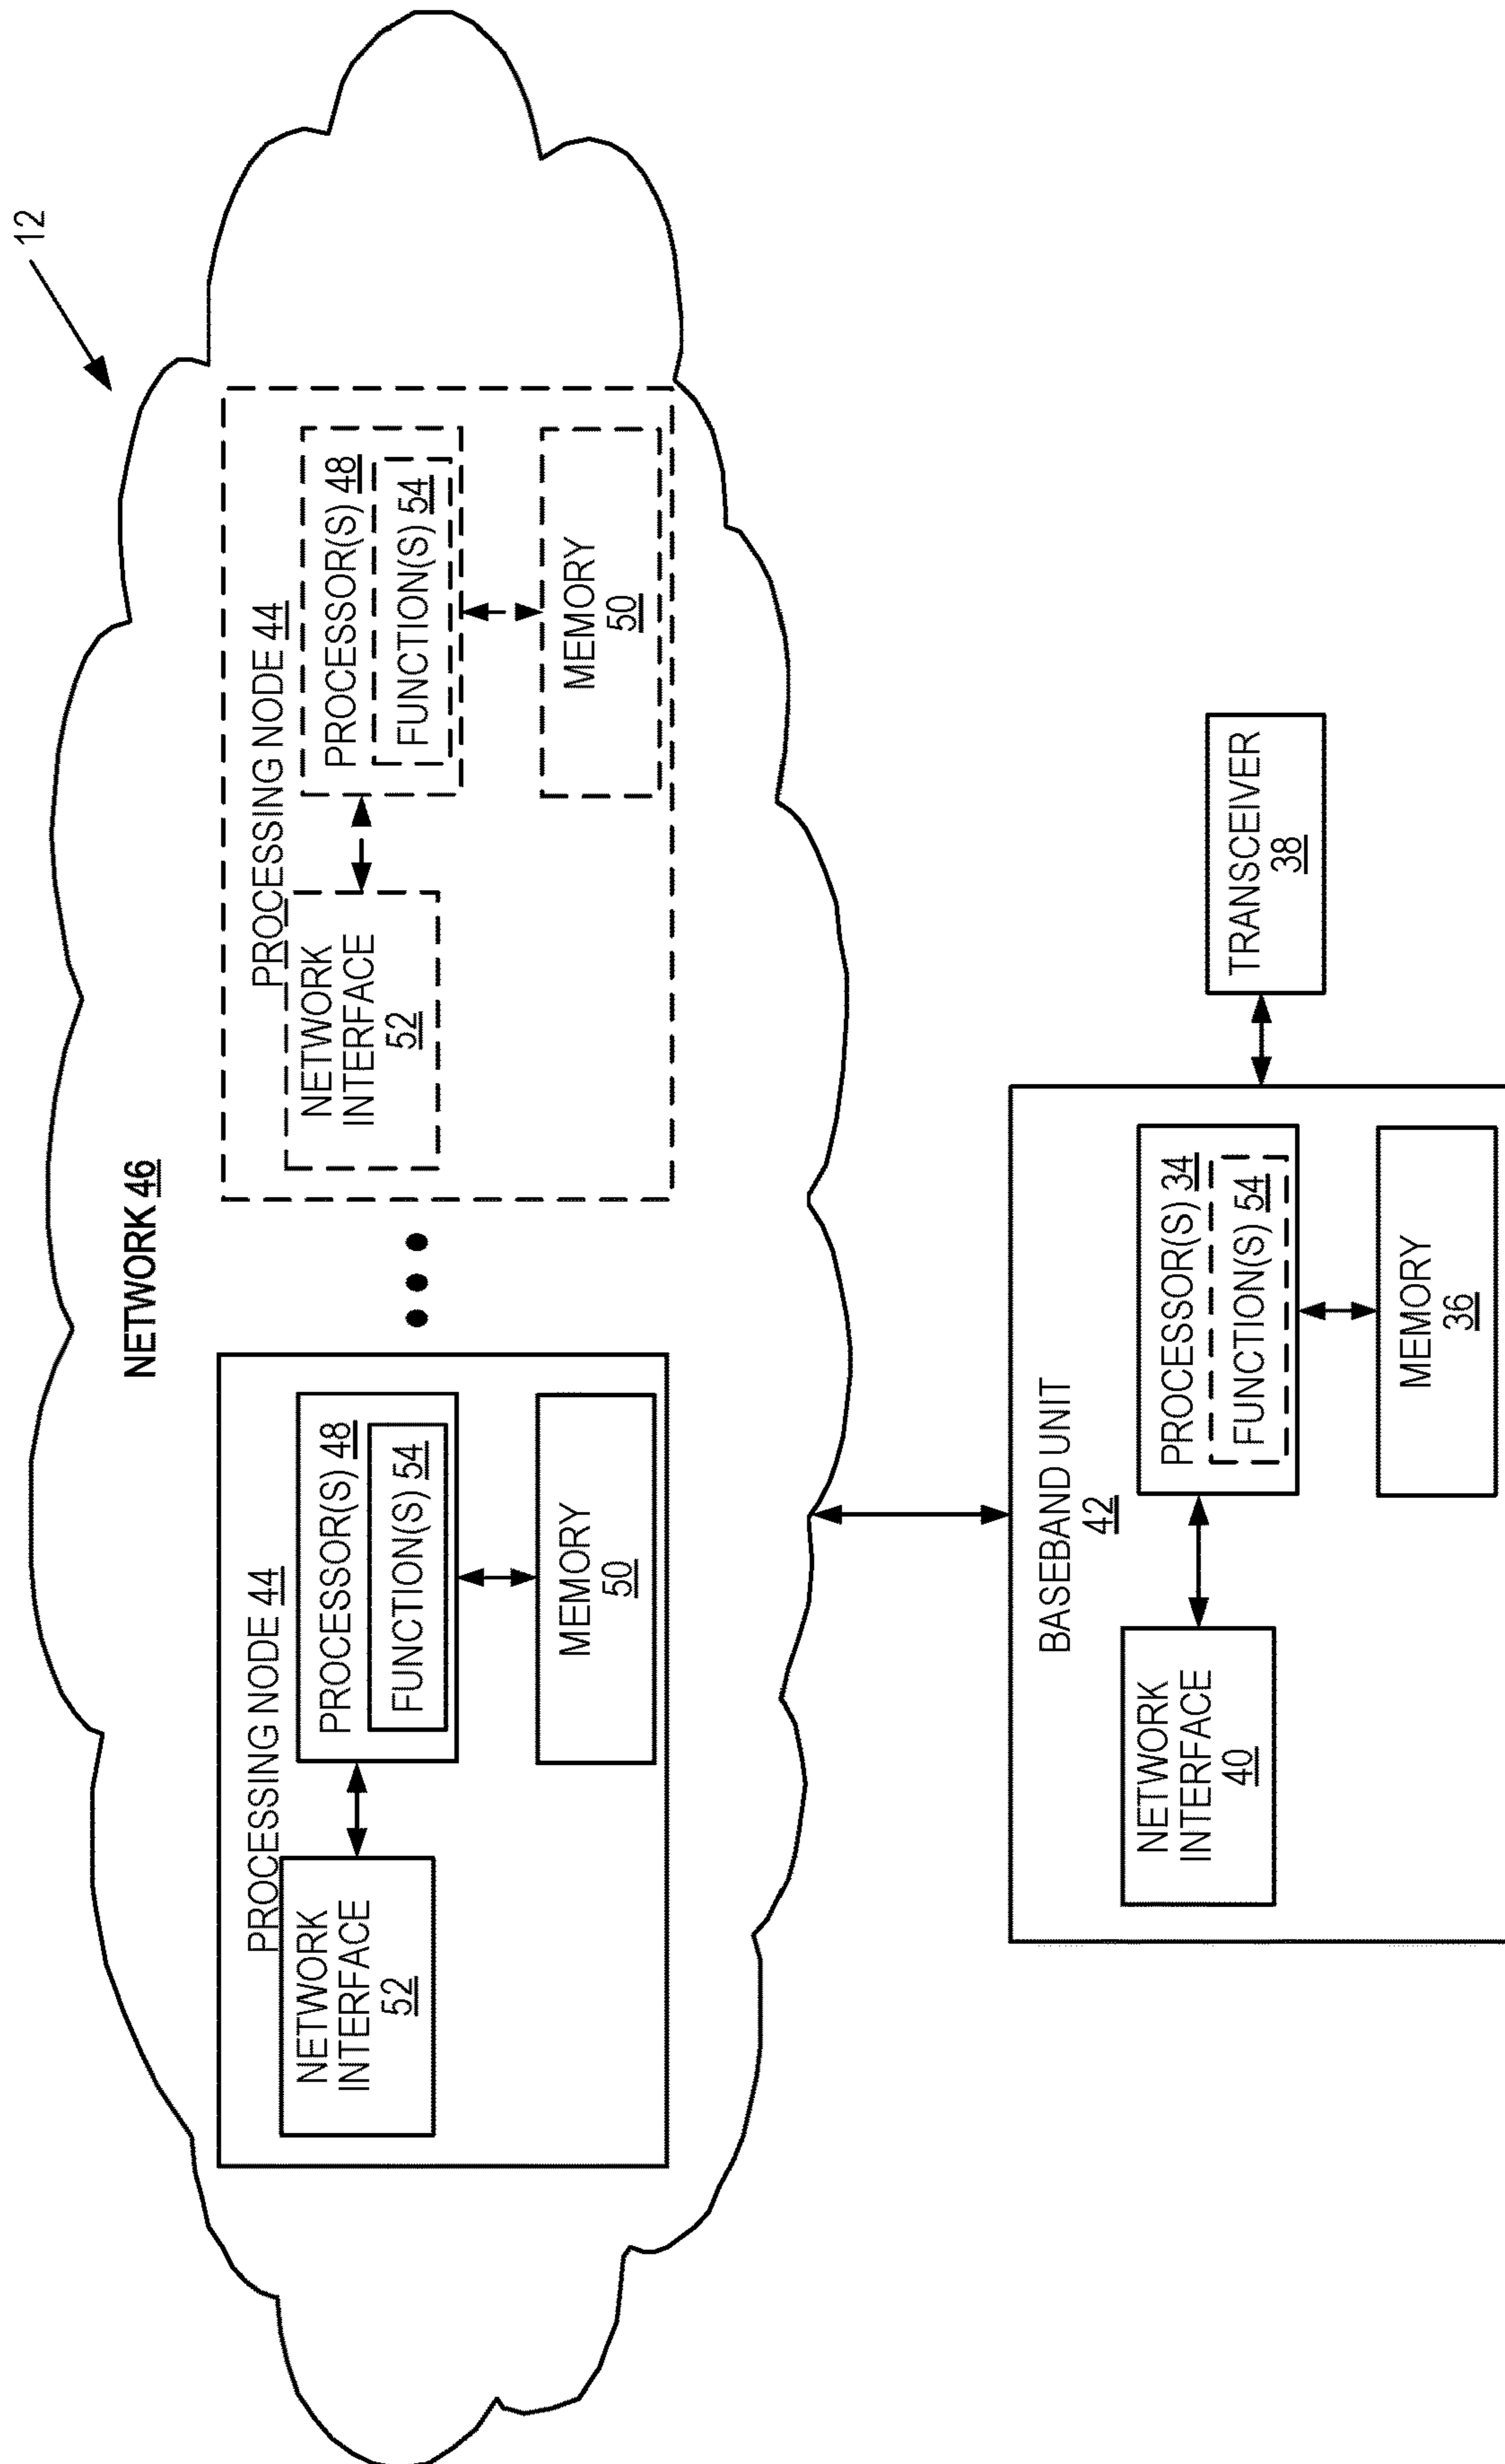 12
NETWORK 46
PROCESSING NODE 44
NETWORK
INTERFACE
52
PROCESSOR(S) 48
FUNCTION(S) 54
MEMORY
50
PROCESSING NODE 44
NETWORK
INTERFACE
52
PROCESSOR(S) 48
FUNCTION(S) 54
MEMORY
50
BASEBAND UNIT
42
NETWORK
INTERFACE
40
PROCESSOR(S) 34
FUNCTION(S) 54
MEMORY
36
TRANSCEIVER
38